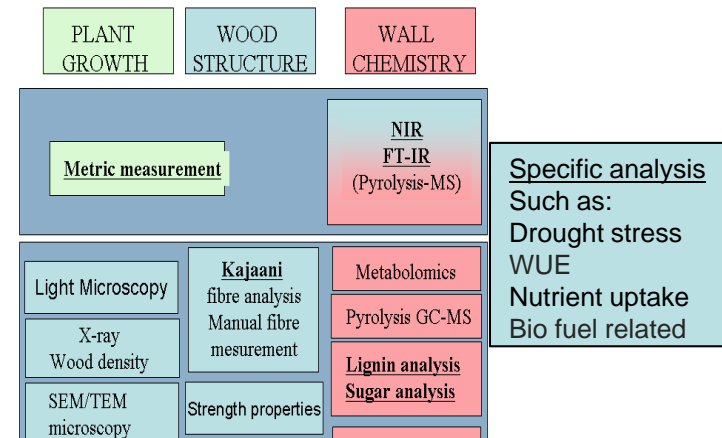 PLANT
GROWTH
WOOD
STRUCTURE
WALL
CHEMISTRY
Metric measurement
NIR
FT-IR
(Pyrolysis-MS)
Specific analysis
Such as:
Drought stress
WUE
Nutrient uptake
Bio fuel related
Light Microscopy
X-ray
Wood density
SEM/TEM
microscopy
Kajaani
fibre analysis
Manual fibre
mesurement
Strength properties
Metabolomics
Pyrolysis GC-MS
Lignin analysis
Sugar analysis